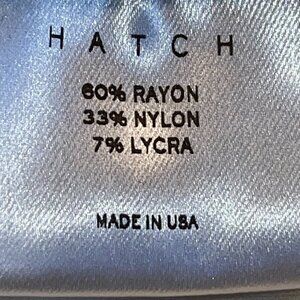 HATCH
60% RAYON
33% NYLON
7% LYCRA
MADE IN USA